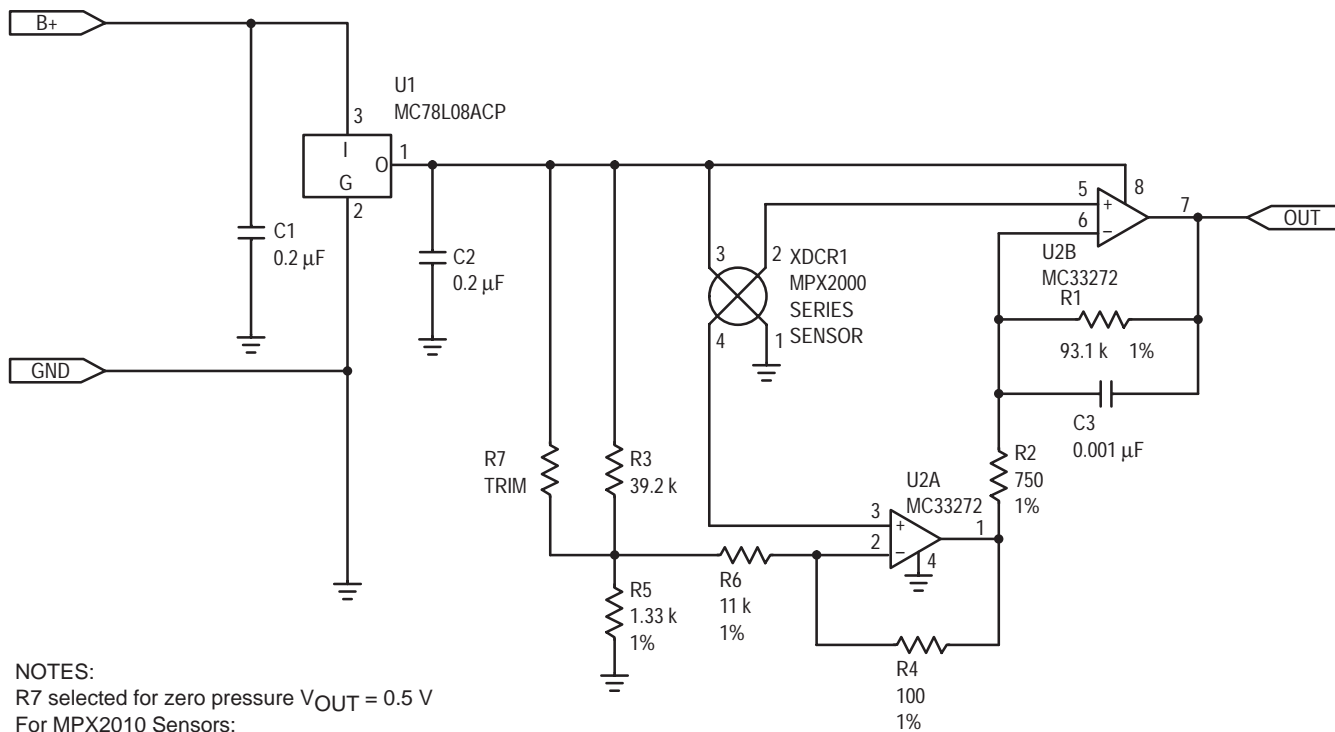 B+
U1
MC78L08ACP
3
I
O
1
G
2
C1
0.2 µF
C2
0.2 µF
GND
3
2
4
1
XDCR1
MPX2000
SERIES
SENSOR
5
6
8
7
+
−
OUT
U2B
MC33272
R1
93.1 k 1%
C3
0.001 µF
R2
750
1%
R7
TRIM
R3
39.2 k
U2A
MC33272
3
2
+
−
1
4
R5
1.33 k
1%
R6
11 k
1%
R4
100
1%
NOTES:
R7 selected for zero pressure VOUT = 0.5 V
For MPX2010 Sensors: